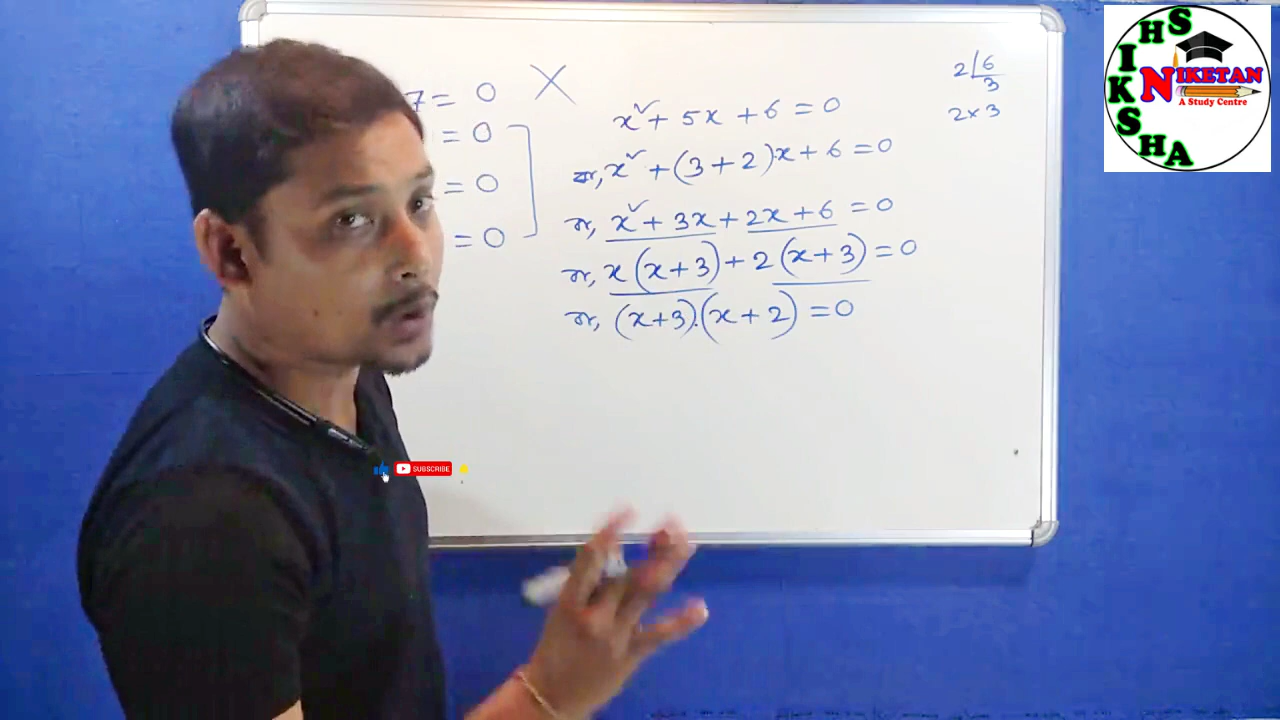 7 = 0 X
= 0
= 0
= 0
x² + 5x + 6 = 0
বা, x² + (3 + 2)x + 6 = 0
বা, x² + 3x + 2x + 6 = 0
বা, x (x + 3) + 2 (x + 3) = 0
বা, (x + 3).(x + 2) = 0
2 | 6
3
2 × 3
SHIKSHA
NIKETAN
A Study Centre
SUBSCRIBE